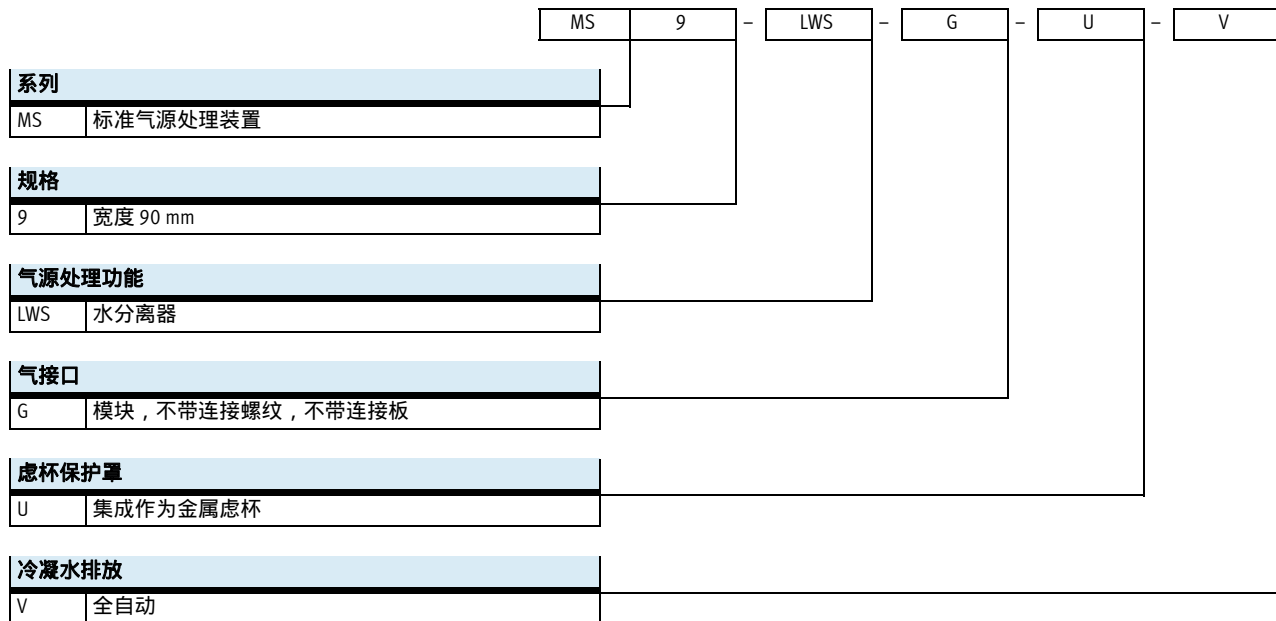 MS 9 – LWS – G – U – V
系列
MS 标准气源处理装置
规格
9 宽度 90 mm
气源处理功能
LWS 水分离器
气接口
G 模块，不带连接螺纹，不带连接板
虑杯保护罩
U 集成作为金属虑杯
冷凝水排放
V 全自动